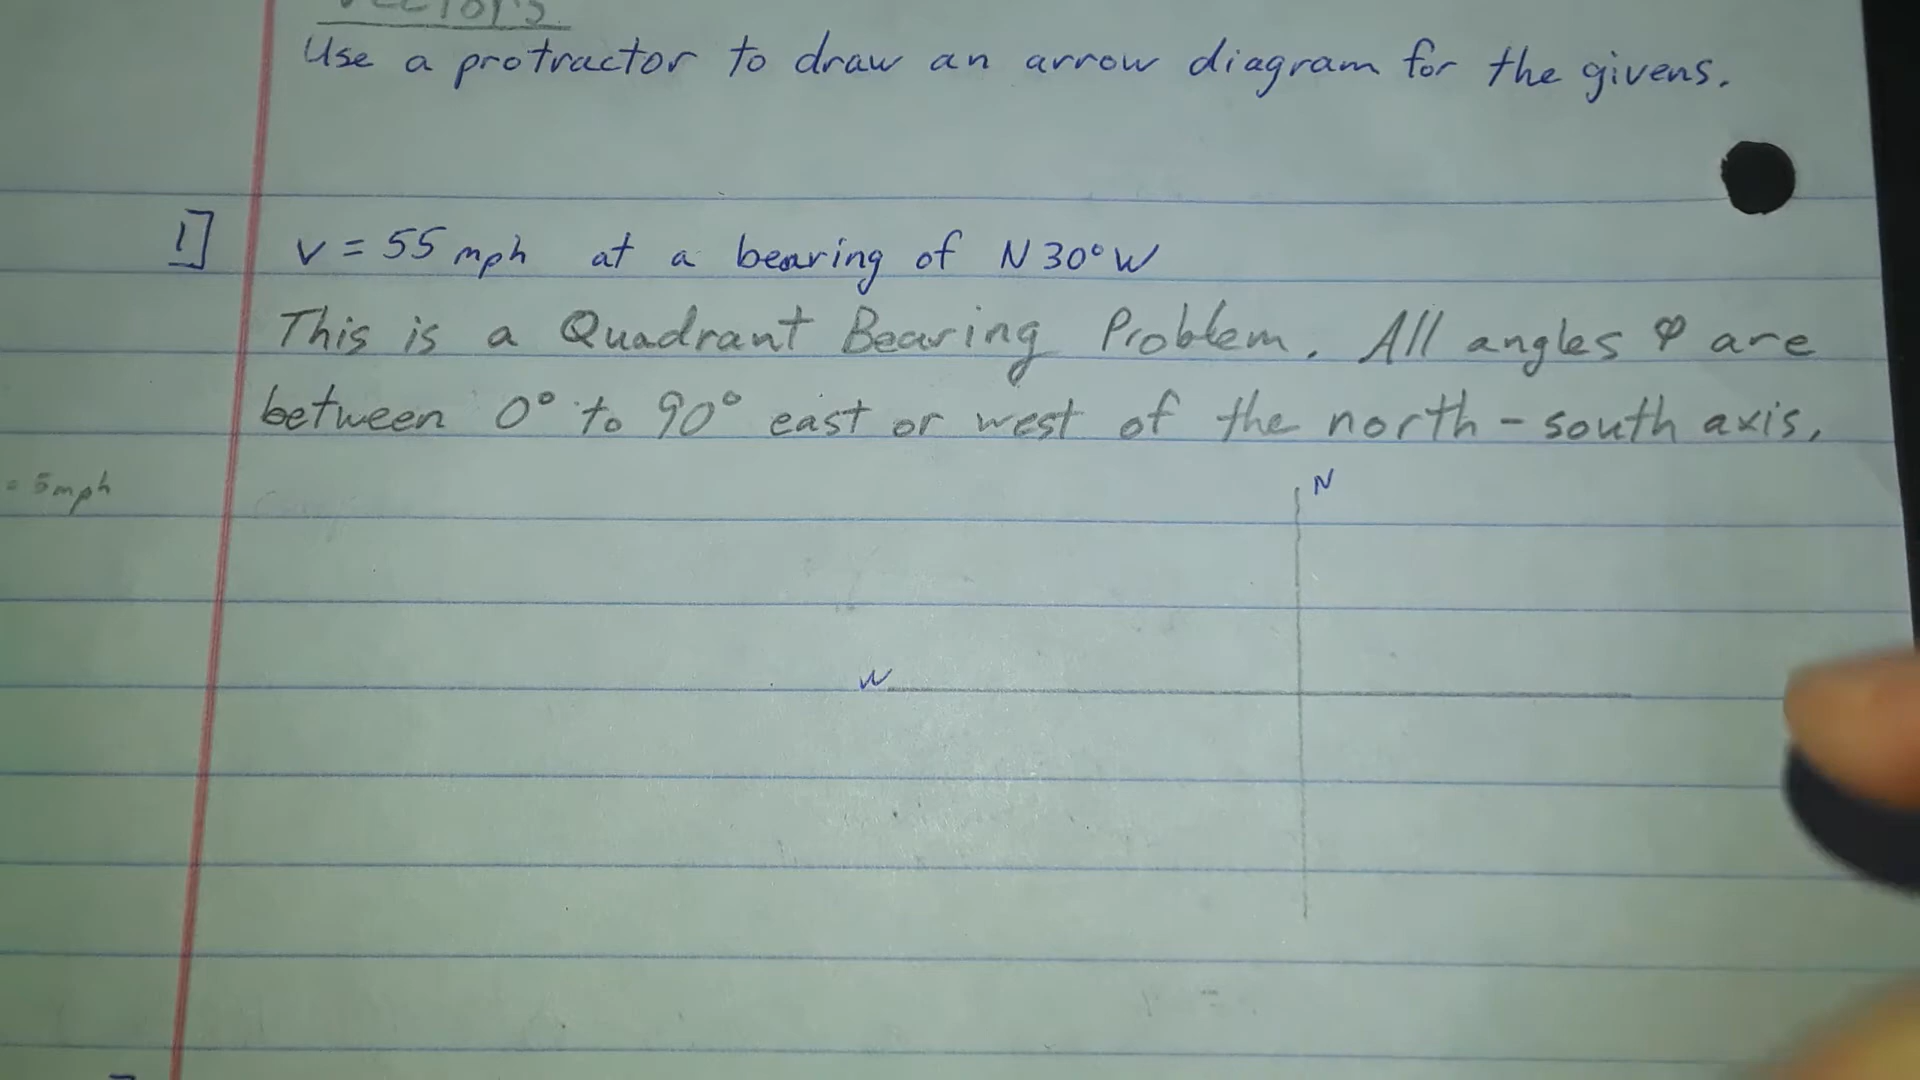 Vectors
Use a protractor to draw an arrow diagram for the givens.
1] v = 55 mph at a bearing of N 30° W
This is a Quadrant Bearing Problem. All angles φ are
between 0° to 90° east or west of the north - south axis.
= 5mph
N
W